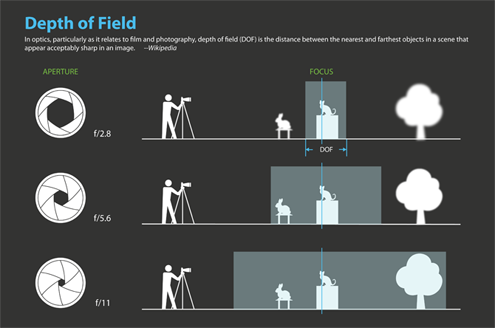 Depth of Field
In optics, particularly as it relates to film and photography, depth of field (DOF) is the distance between the nearest and farthest objects in a scene that
appear acceptably sharp in an image. –Wikipedia
APERTURE
FOCUS
f/2.8
DOF
f/5.6
f/11